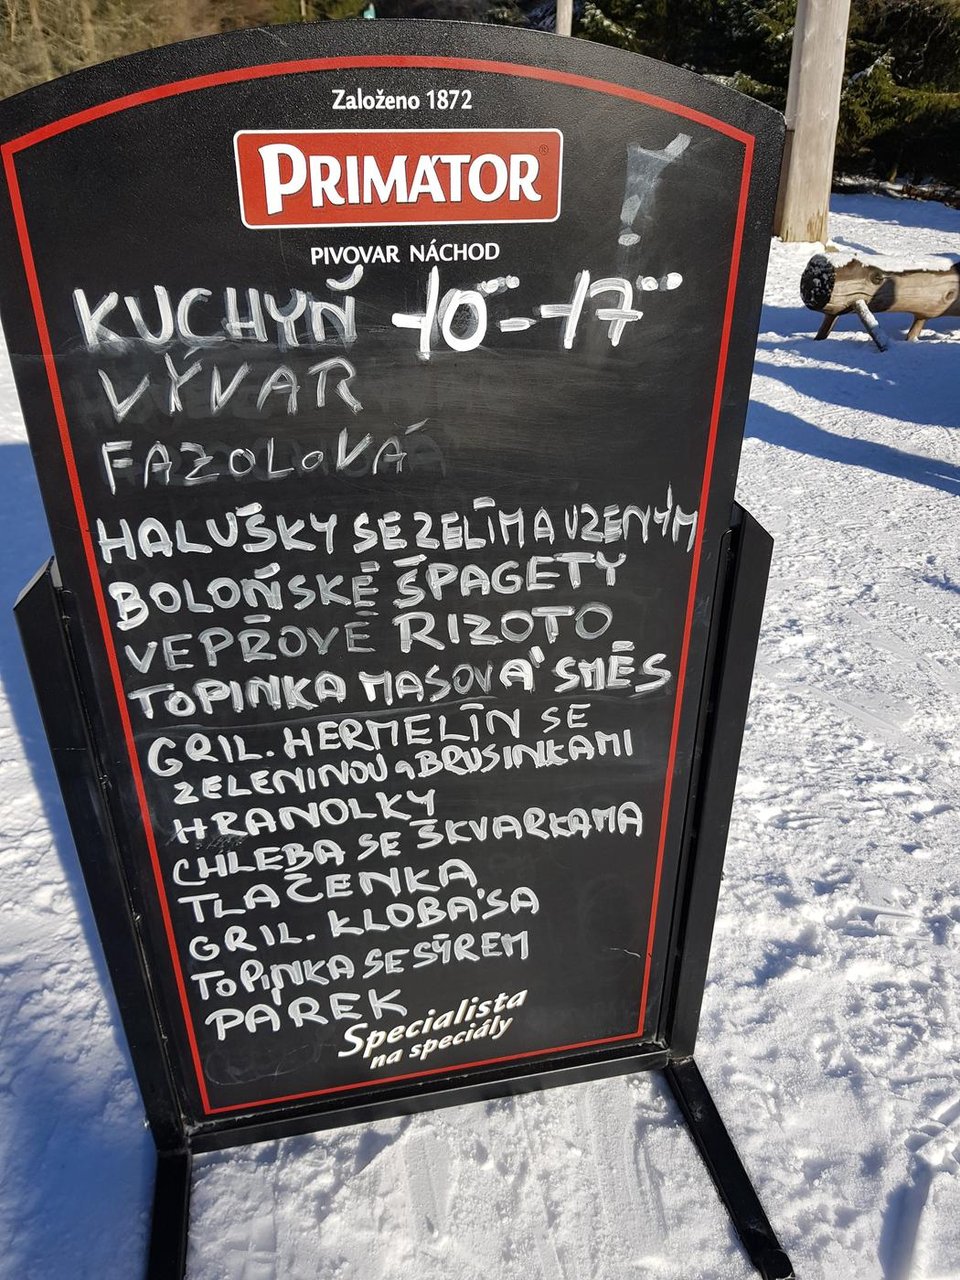 Založeno 1872
PRIMÁTOR
PIVOVAR NÁCHOD
!
KUCHYŇ 10°°-17°°
VÝVAR
FAZOLOVÁ
HALUŠKY SE ZELÍM A UZENÝM
BOLOŇSKÉ ŠPAGETY
VEPŘOVÉ RIZOTO
TOPINKA MASOVÁ SMĚS
GRIL. HERMELÍN SE
ZELENINOU a BRUSINKAMI
HRANOLKY
CHLEBA SE ŠKVARKAMA
TLAČENKA
GRIL. KLOBÁSA
TOPINKA SE SÝREM
PÁREK
Specialista
na speciály